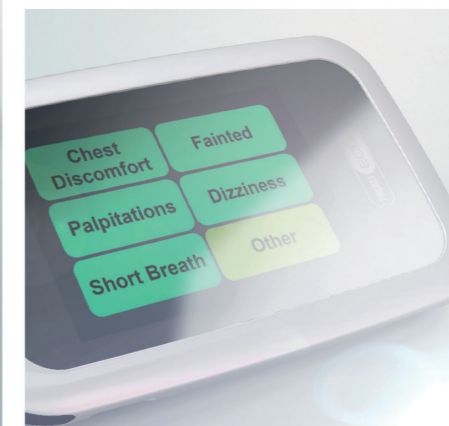 Chest
Discomfort
Fainted
Palpitations
Dizziness
Short Breath
Other